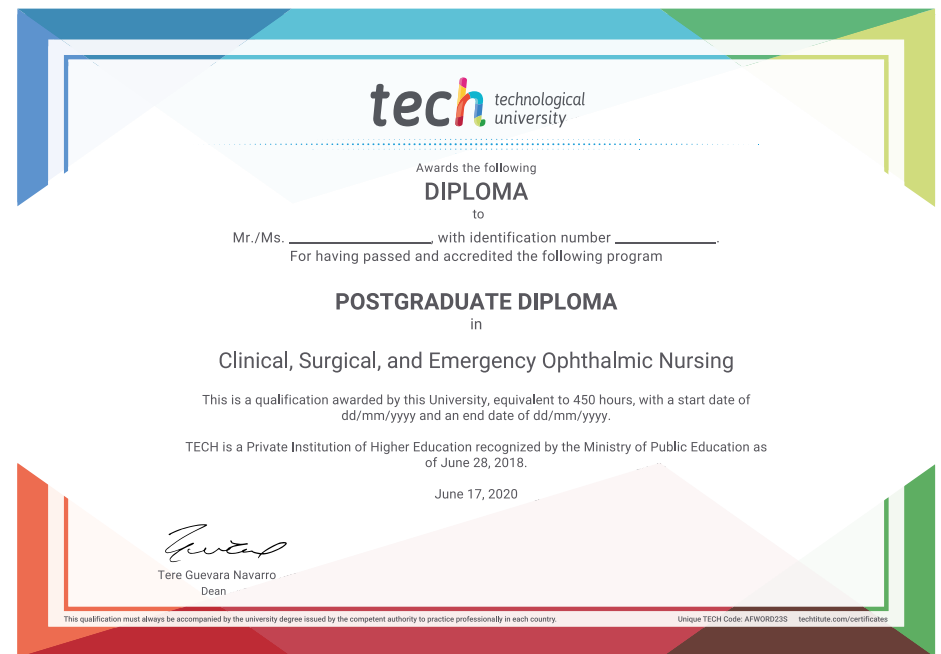 tech technological
university
Awards the following
DIPLOMA
to
Mr./Ms. ________________, with identification number ____________.
For having passed and accredited the following program
POSTGRADUATE DIPLOMA
in
Clinical, Surgical, and Emergency Ophthalmic Nursing
This is a qualification awarded by this University, equivalent to 450 hours, with a start date of
dd/mm/yyyy and an end date of dd/mm/yyyy.
TECH is a Private Institution of Higher Education recognized by the Ministry of Public Education as
of June 28, 2018.
June 17, 2020
Tere Guevara Navarro
Dean
This qualification must always be accompanied by the university degree issued by the competent authority to practice professionally in each country.
Unique TECH Code: AFWORD23S techtitute.com/certificates